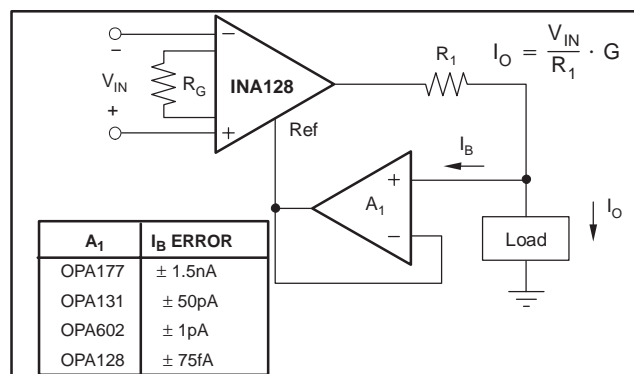 −
V_IN
+
R_G
−
INA128
+
Ref
R_1
I_O = V_IN / R_1 · G
I_B
+
A_1
−
Load
I_O
A_1 I_B ERROR
OPA177 ± 1.5nA
OPA131 ± 50pA
OPA602 ± 1pA
OPA128 ± 75fA